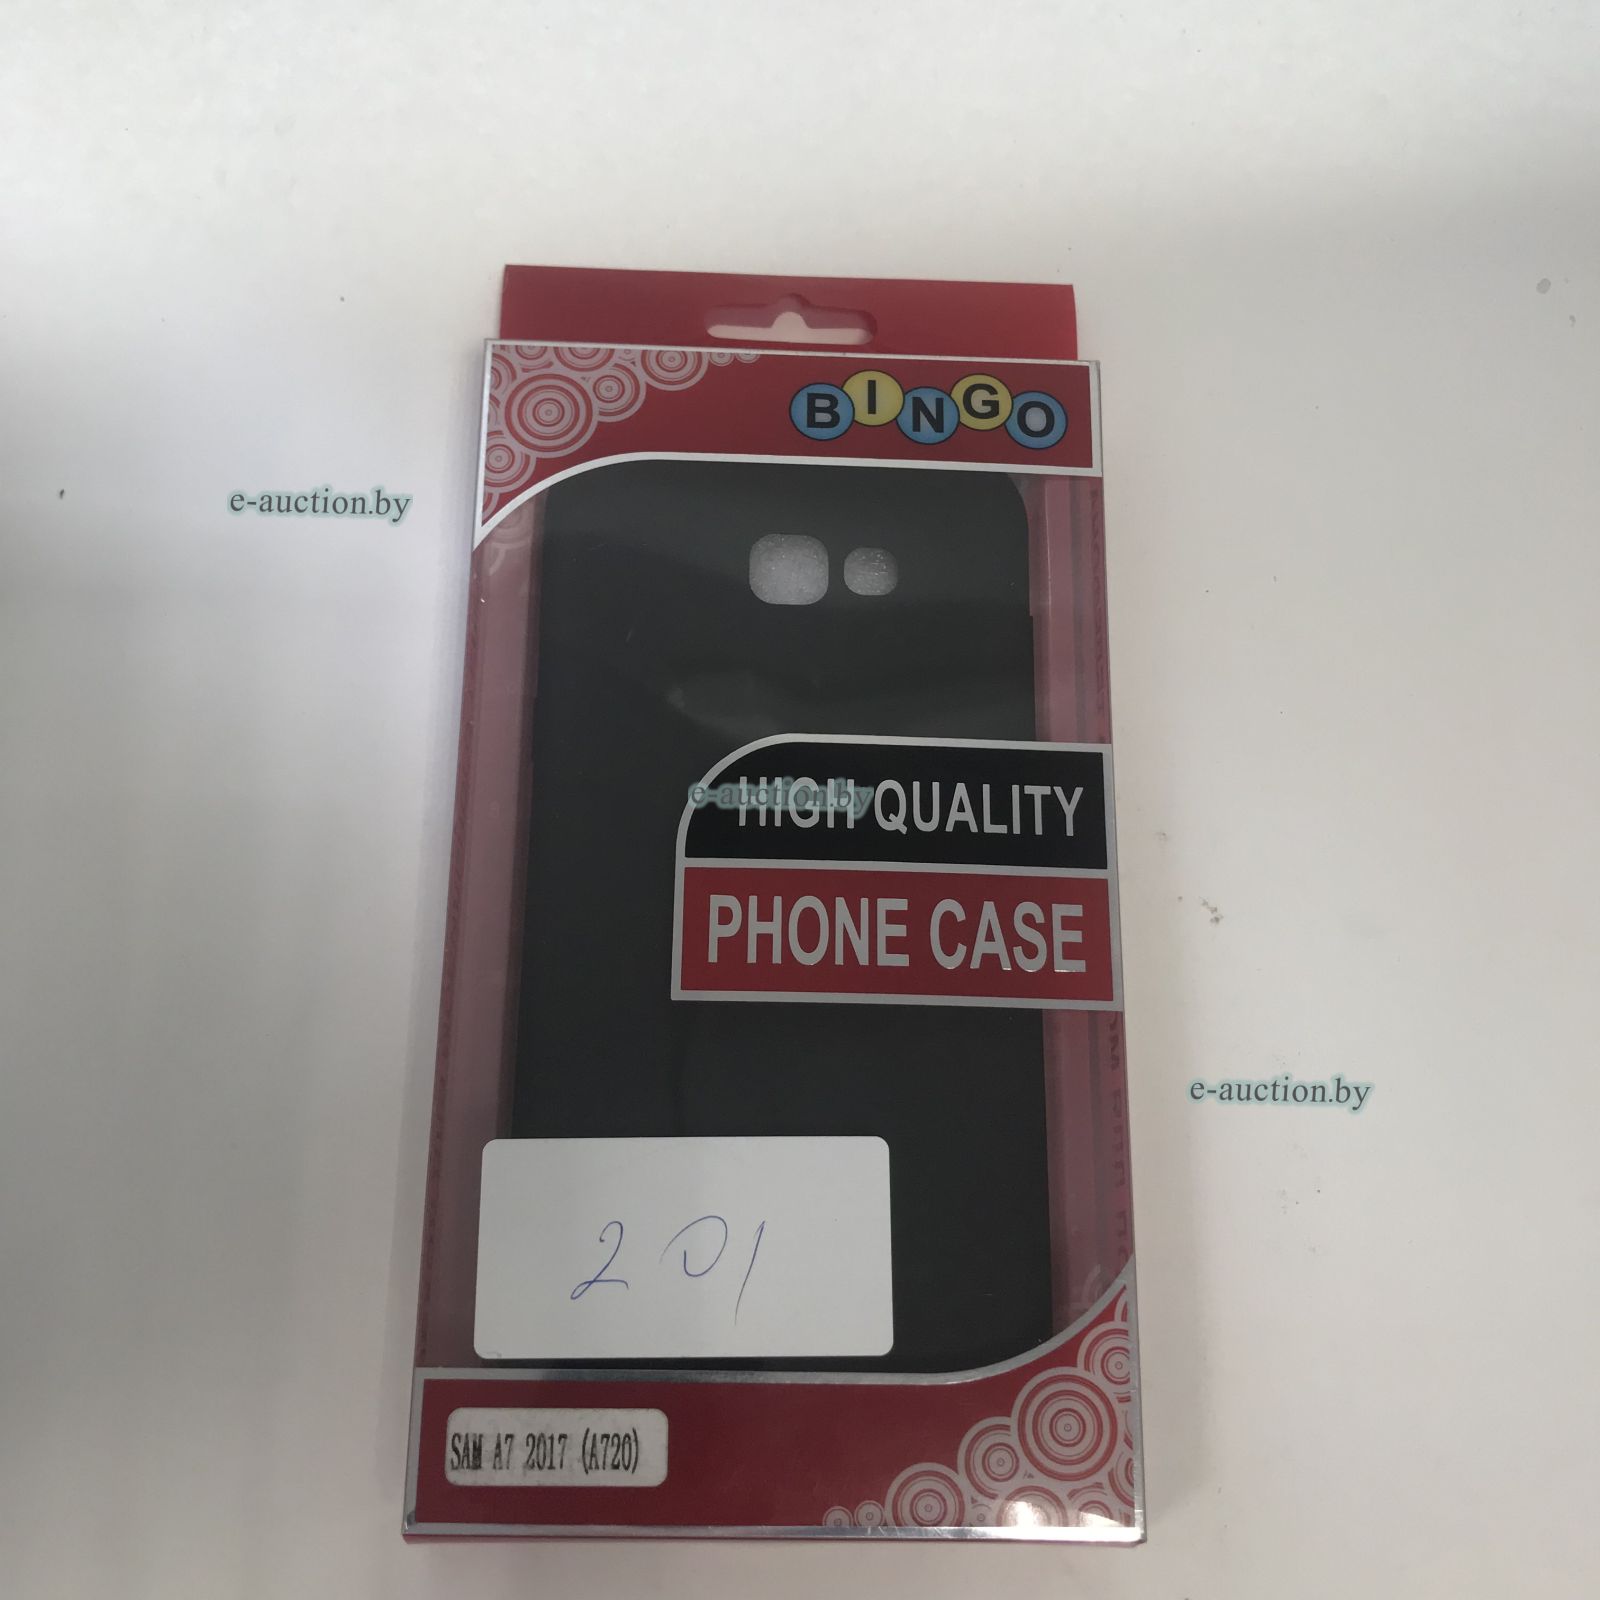 BINGO
e-auction.by
e-auction.by
HIGH QUALITY
PHONE CASE
e-auction.by
201
SAM A7 2017 (A720)